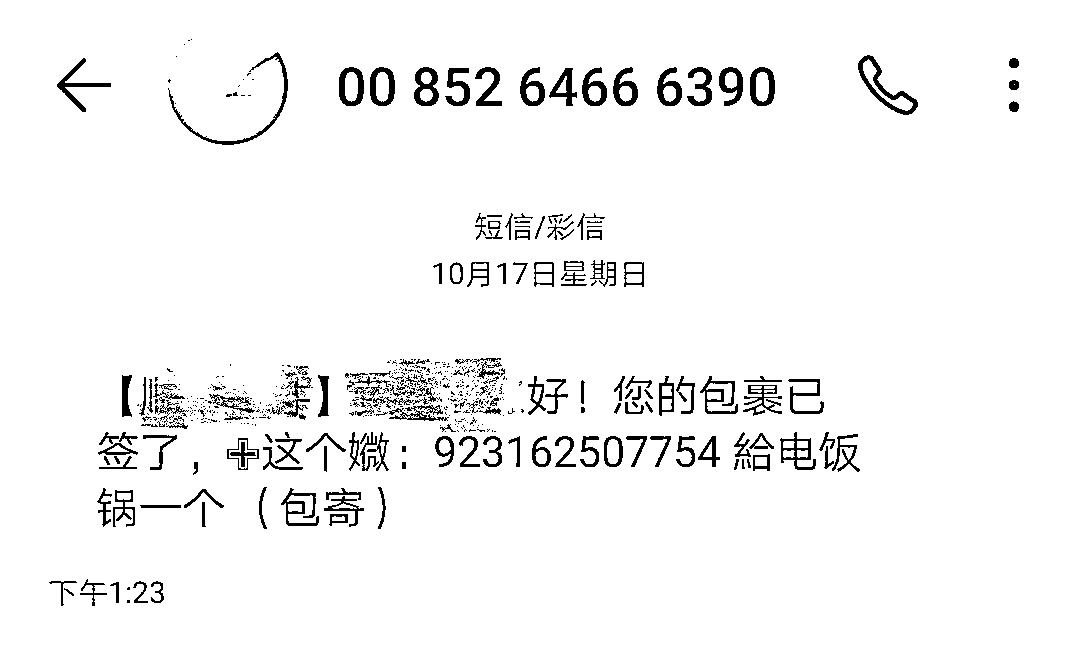 00 852 6466 6390
短信/彩信
10月17日星期日
【】好！您的包裹已
签了，✚这个媺：923162507754 給电饭
锅一个（包寄）
下午1:23